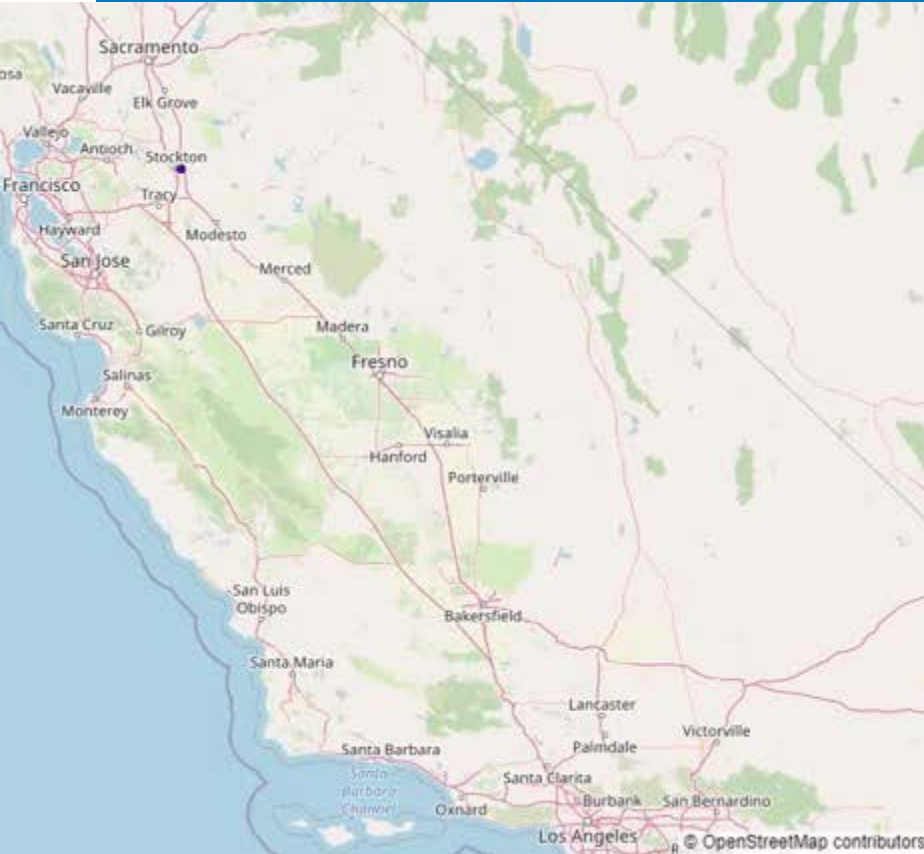 Sacramento
osa
Vacaville
Elk Grove
Vallejo
Antioch
Stockton
Francisco
Tracy
Hayward
Modesto
San Jose
Merced
Santa Cruz
Gilroy
Madera
Fresno
Salinas
Monterey
Visalia
Hanford
Porterville
San Luis
Obispo
Bakersfield
Santa Maria
Lancaster
Victorville
Santa Barbara
Palmdale
Santa
Barbara
Channel
Santa Clarita
Oxnard
Burbank
San Bernardino
Los Angeles
R
© OpenStreetMap contributors